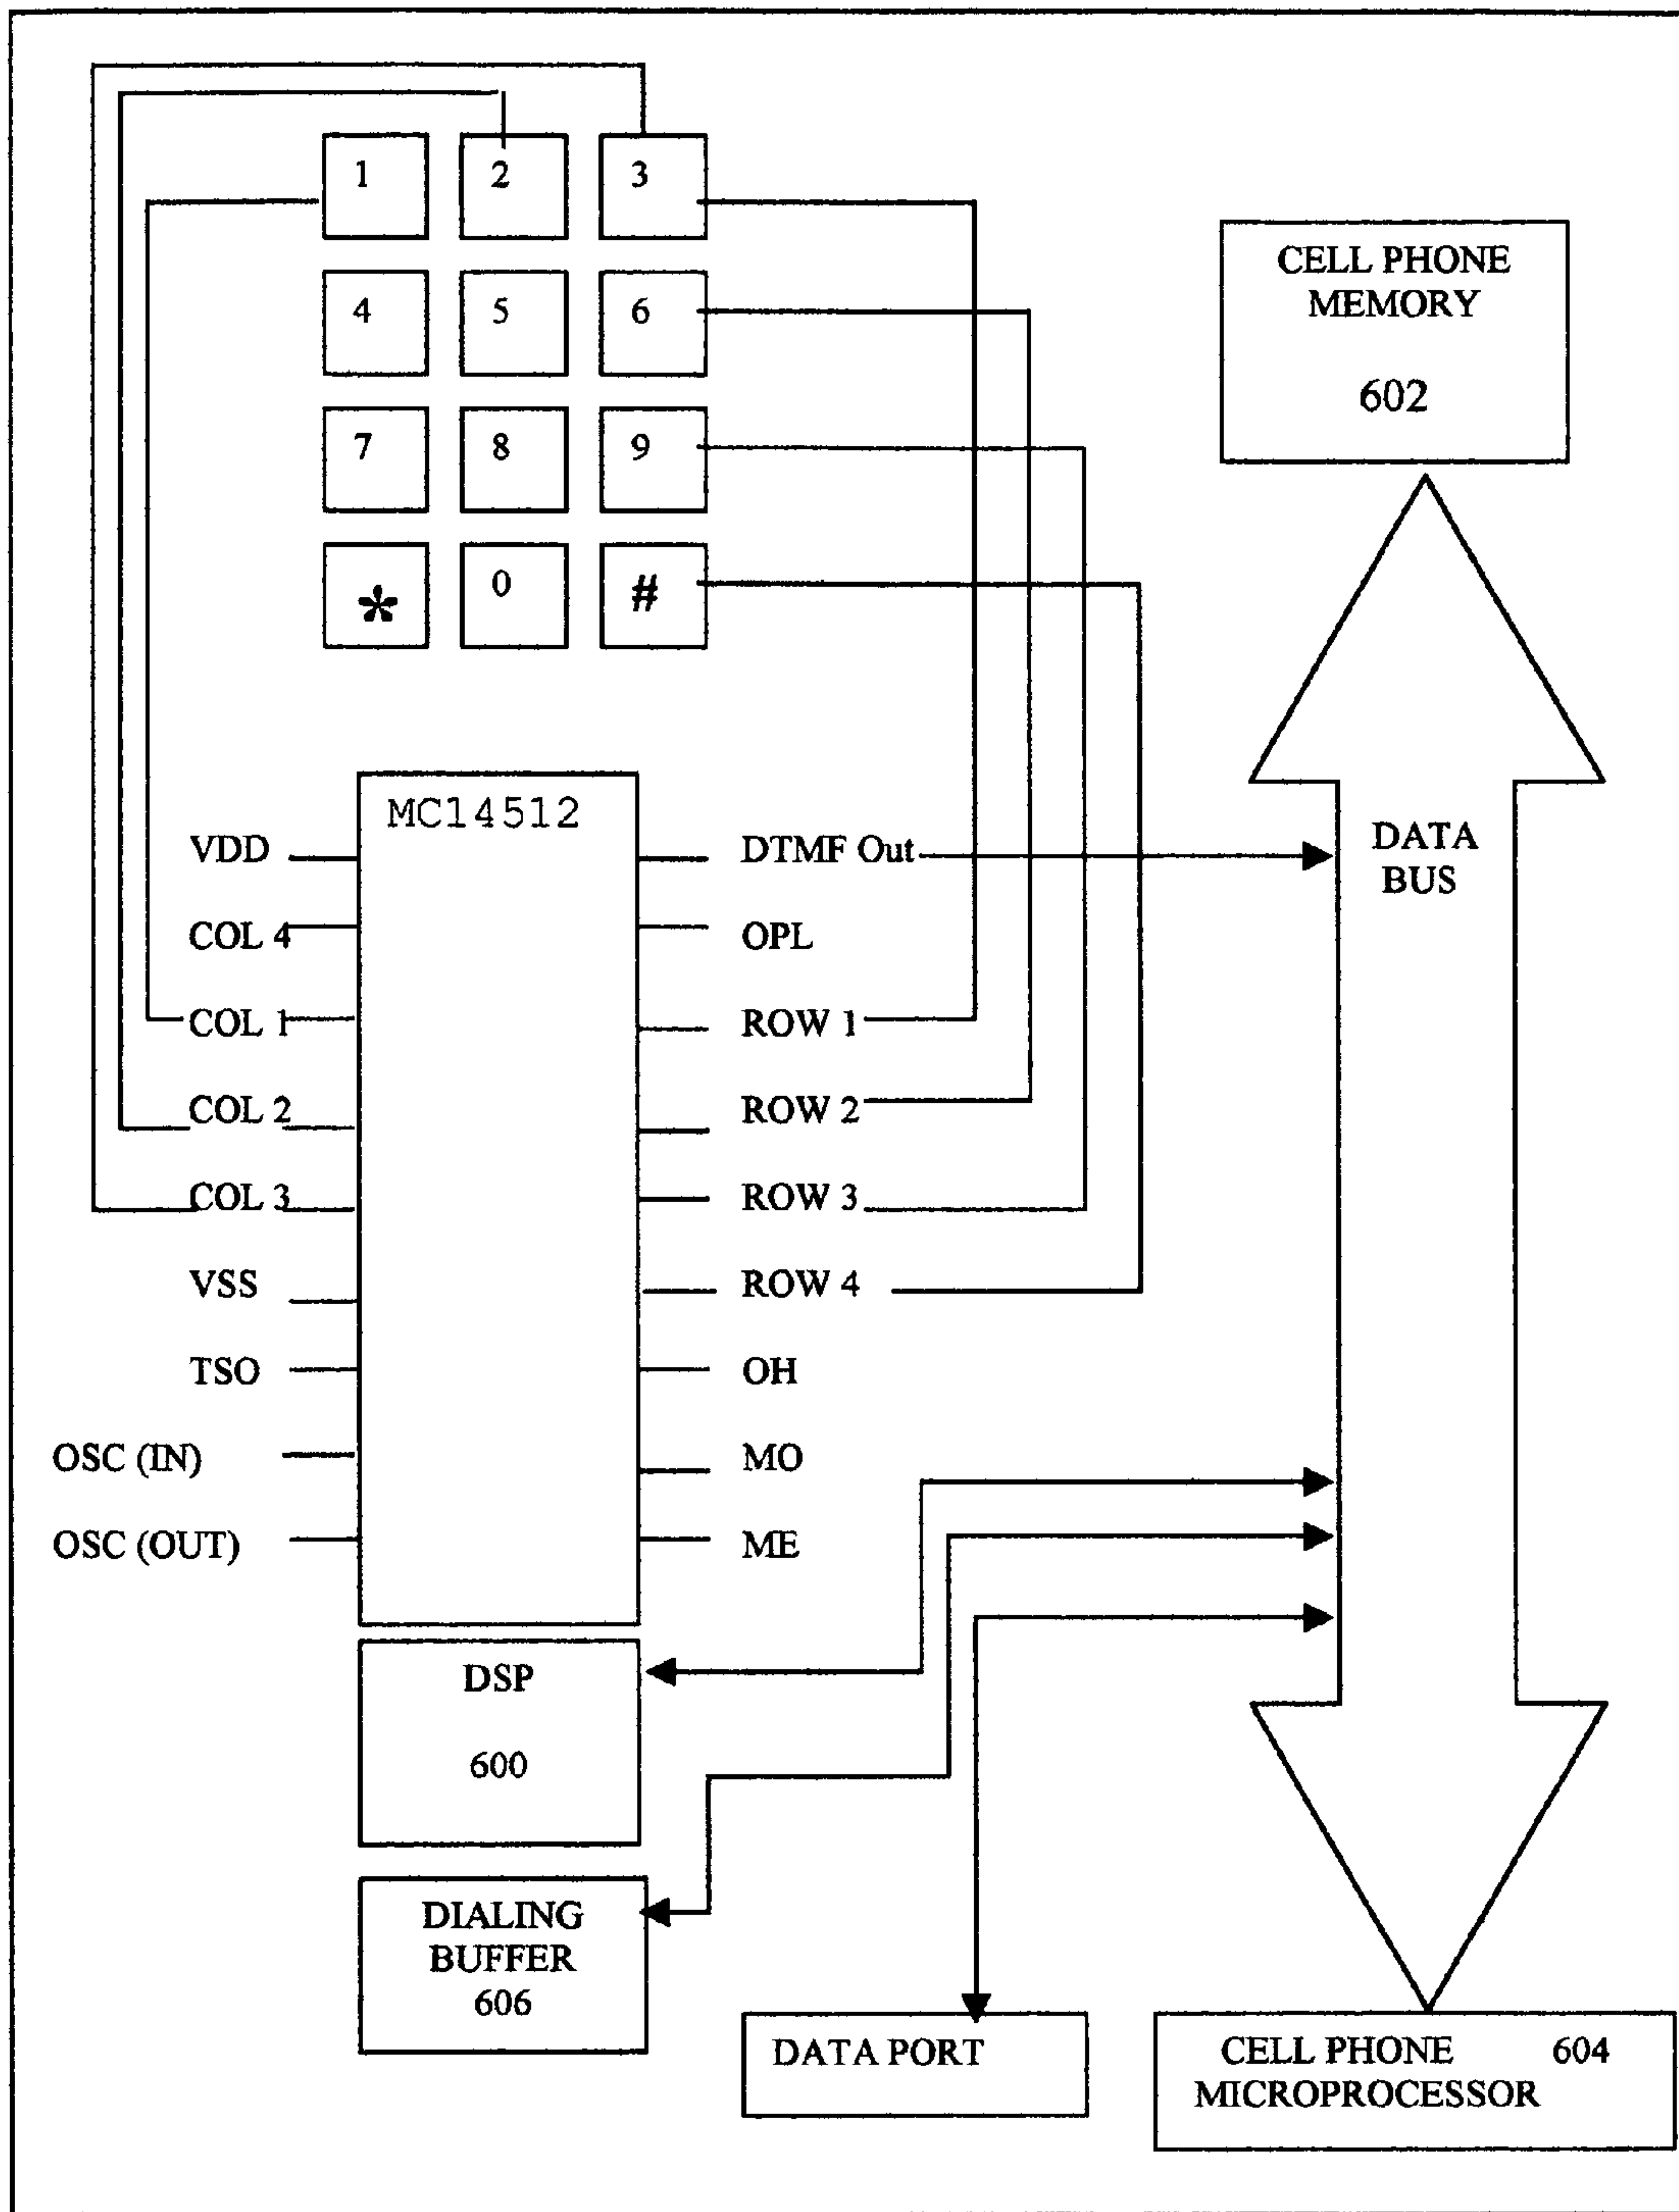 1 2 3
4 5 6
7 8 9
* 0 #
CELL PHONE
MEMORY
602
MC14512
VDD
COL 4
COL 1
COL 2
COL 3
VSS
TSO
OSC (IN)
OSC (OUT)
DTMF Out
OPL
ROW 1
ROW 2
ROW 3
ROW 4
OH
MO
ME
DATA
BUS
DSP
600
DIALING
BUFFER
606
DATA PORT
CELL PHONE 604
MICROPROCESSOR